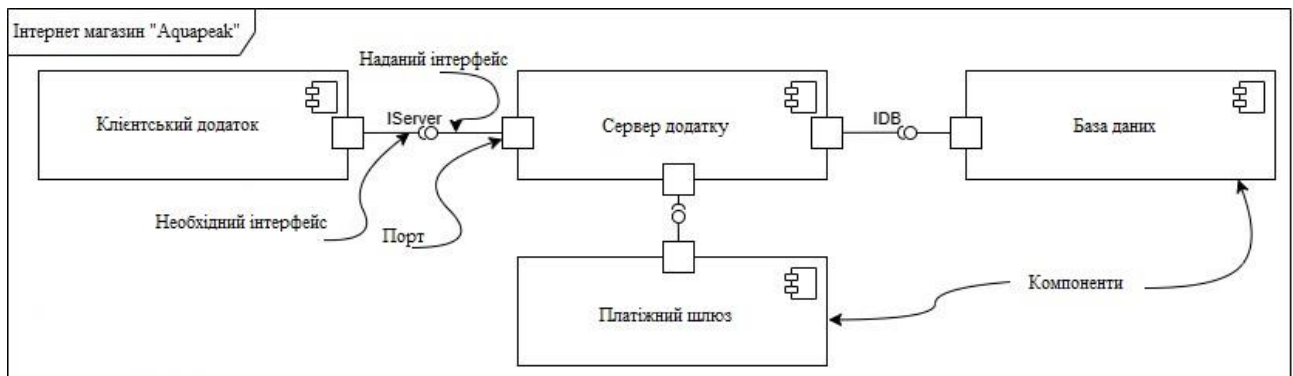 Інтернет магазин "Aquapeak"
Наданий інтерфейс
Клієнтський додаток
IServer
Сервер додатку
IDB
База даних
Необхідний інтерфейс
Порт
Компоненти
Платіжний шлюз